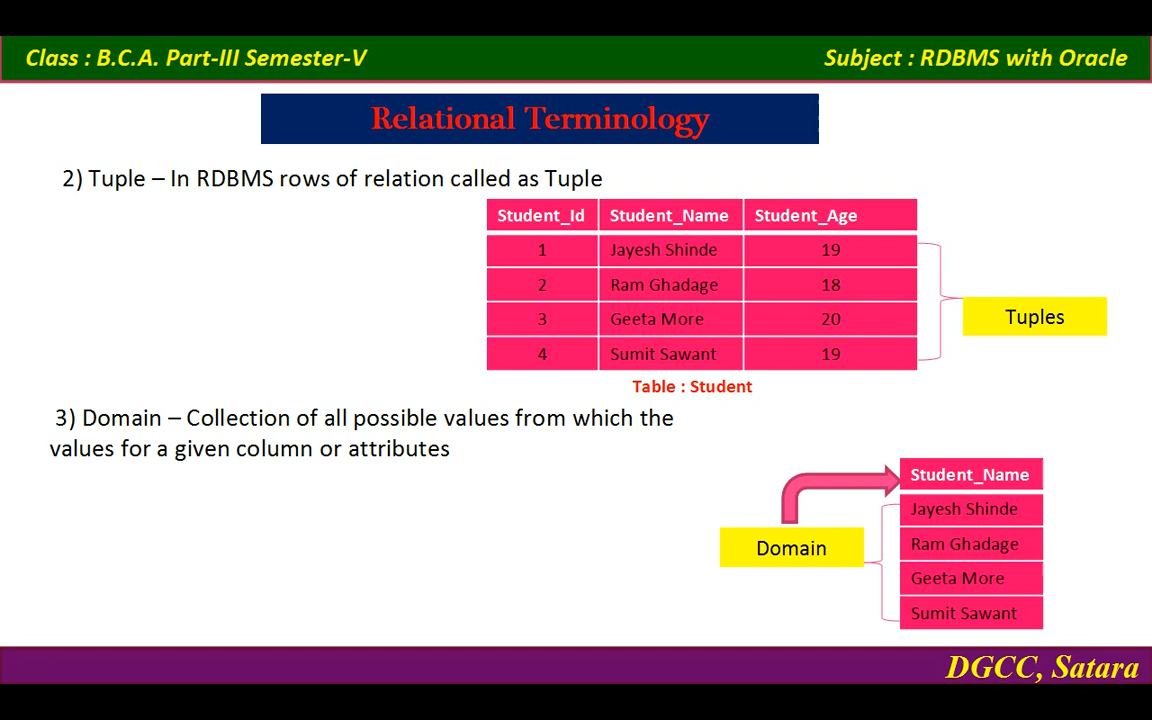 Class : B.C.A. Part-III Semester-V
Subject : RDBMS with Oracle
Relational Terminology
2) Tuple – In RDBMS rows of relation called as Tuple
Student_Id Student_Name Student_Age
1 Jayesh Shinde 19
2 Ram Ghadage 18
3 Geeta More 20
4 Sumit Sawant 19
Tuples
Table : Student
3) Domain – Collection of all possible values from which the
values for a given column or attributes
Student_Name
Jayesh Shinde
Ram Ghadage
Geeta More
Sumit Sawant
Domain
DGCC, Satara